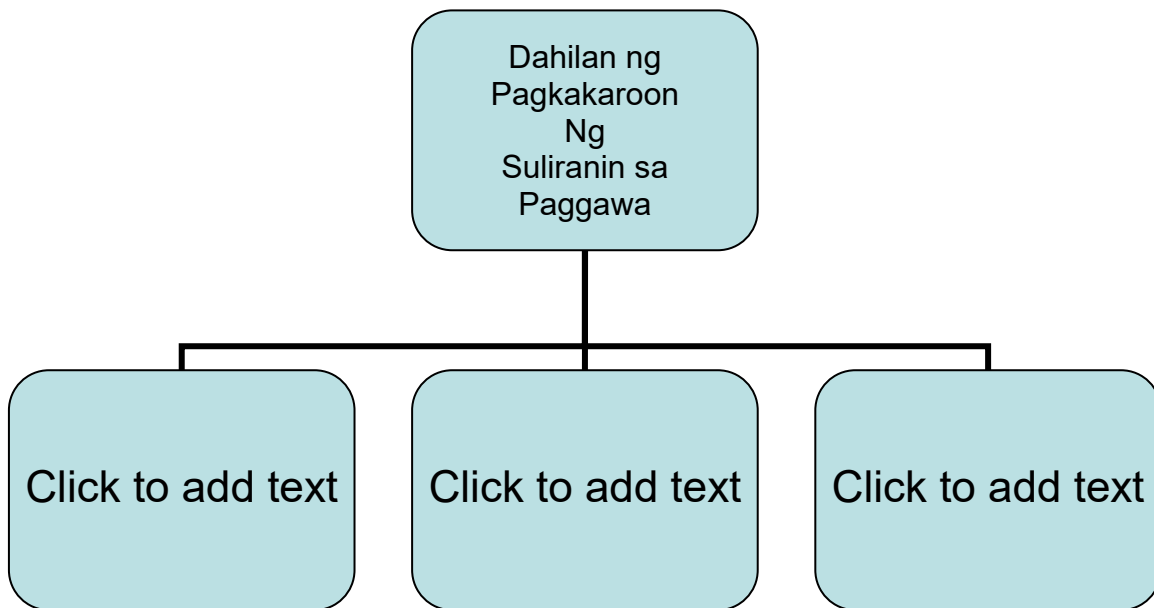 Dahilan ng
Pagkakaroon
Ng
Suliranin sa
Paggawa
Click to add text
Click to add text
Click to add text